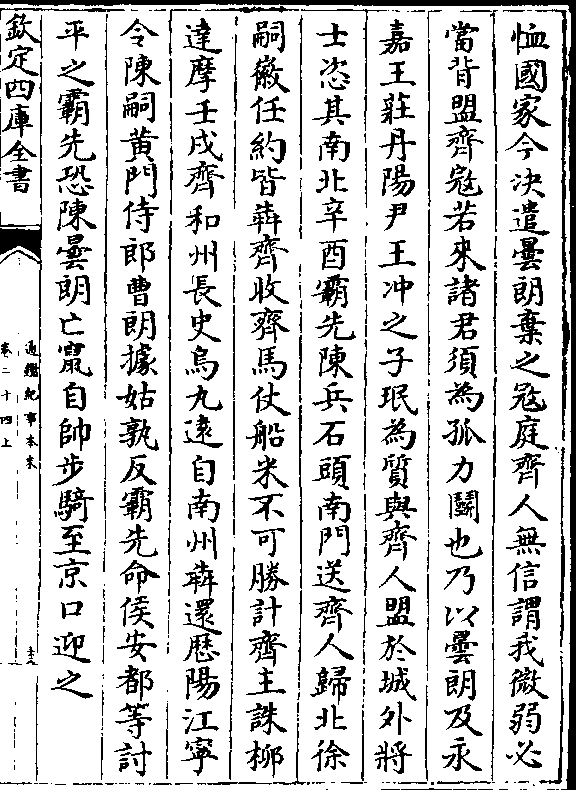 恤國家今决遣曇朗棄之寇庭齊人無信謂我微弱必
當背盟齊寇若來諸君須為孤力鬬也乃以曇朗及永
嘉王莊丹陽尹王冲之子珉為質與齊人盟於城外將
士恣其南北辛酉霸先陳兵石頭南門送齊人歸北徐
嗣徽任約皆犇齊收齊馬仗船米不可勝計齊主誅柳
達摩壬戌齊和州長史烏丸逺自南州犇還厯陽江寧
令陳嗣黄門侍郎曹朗據姑孰反霸先命侯安都等討
平之霸先恐陳曇朗亡竄自帥步騎至京口迎之
欽定四庫全書
通鑑紀事本末
卷二十四上